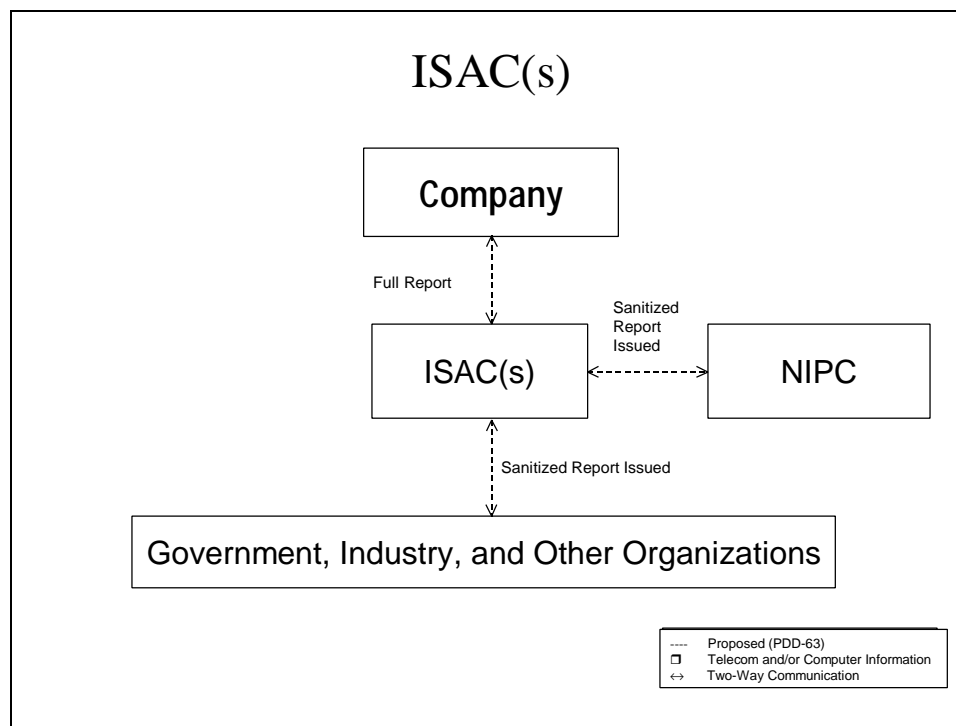 ISAC(s)
Company
Full Report
Sanitized
Report
Issued
ISAC(s)
NIPC
Sanitized Report Issued
Government, Industry, and Other Organizations
---- Proposed (PDD-63)
❒ Telecom and/or Computer Information
↔ Two-Way Communication